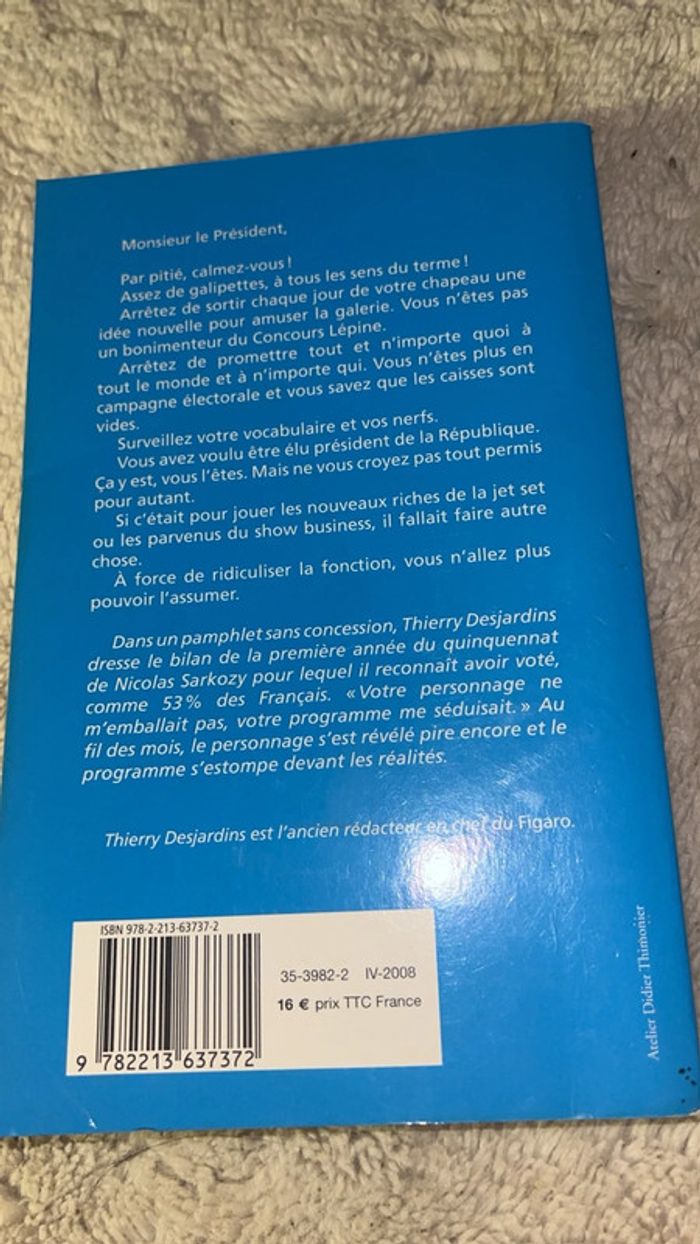 Monsieur le Président,
Par pitié, calmez-vous !
Assez de galipettes, à tous les sens du terme !
Arrêtez de sortir chaque jour de votre chapeau une
idée nouvelle pour amuser la galerie. Vous n'êtes pas
un bonimenteur du Concours Lépine.
Arrêtez de promettre tout et n'importe quoi à
tout le monde et à n'importe qui. Vous n'êtes plus en
campagne électorale et vous savez que les caisses sont
vides.
Surveillez votre vocabulaire et vos nerfs.
Vous avez voulu être élu président de la République.
Ça y est, vous l'êtes. Mais ne vous croyez pas tout permis
pour autant.
Si c'était pour jouer les nouveaux riches de la jet set
ou les parvenus du show business, il fallait faire autre
chose.
À force de ridiculiser la fonction, vous n'allez plus
pouvoir l'assumer.
Dans un pamphlet sans concession, Thierry Desjardins
dresse le bilan de la première année du quinquennat
de Nicolas Sarkozy pour lequel il reconnaît avoir voté,
comme 53 % des Français. « Votre personnage ne
m'emballait pas, votre programme me séduisait. » Au
fil des mois, le personnage s'est révélé pire encore et le
programme s'estompe devant les réalités.
Thierry Desjardins est l'ancien rédacteur en chef du Figaro.
ISBN 978-2-213-63737-2
35-3982-2 IV-2008
16 € prix TTC France
9 782213 637372
Atelier Didier Thimonier